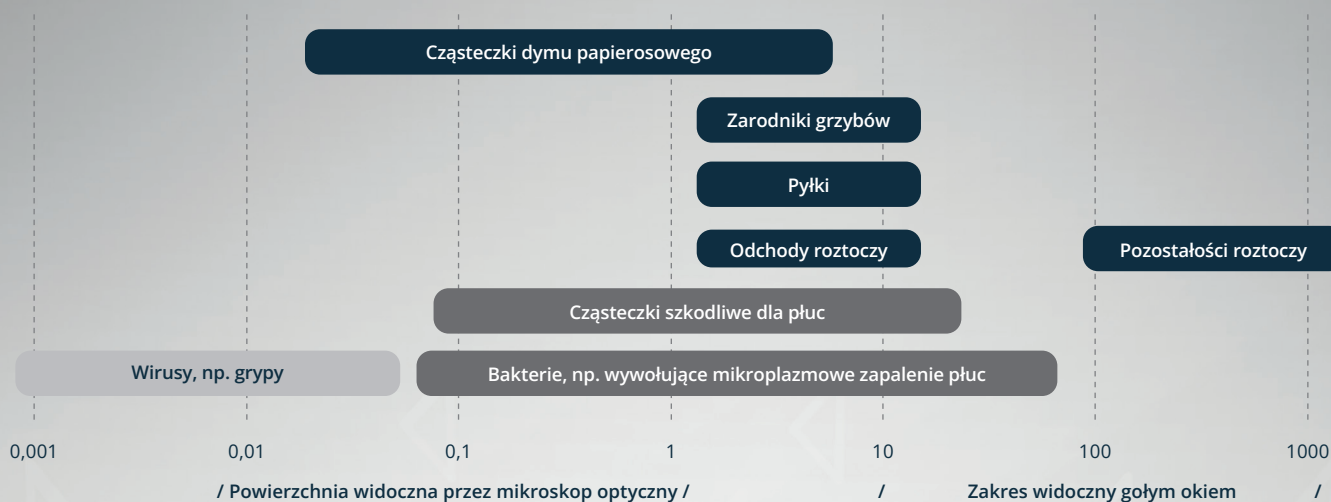 Cząsteczki dymu papierosowego
Zarodniki grzybów
Pyłki
Odchody roztoczy
Pozostałości roztoczy
Cząsteczki szkodliwe dla płuc
Wirusy, np. grypy
Bakterie, np. wywołujące mikroplazmowe zapalenie płuc
0,001 0,01 0,1 1 10 100 1000
/ Powierzchnia widoczna przez mikroskop optyczny / / Zakres widoczny gołym okiem /